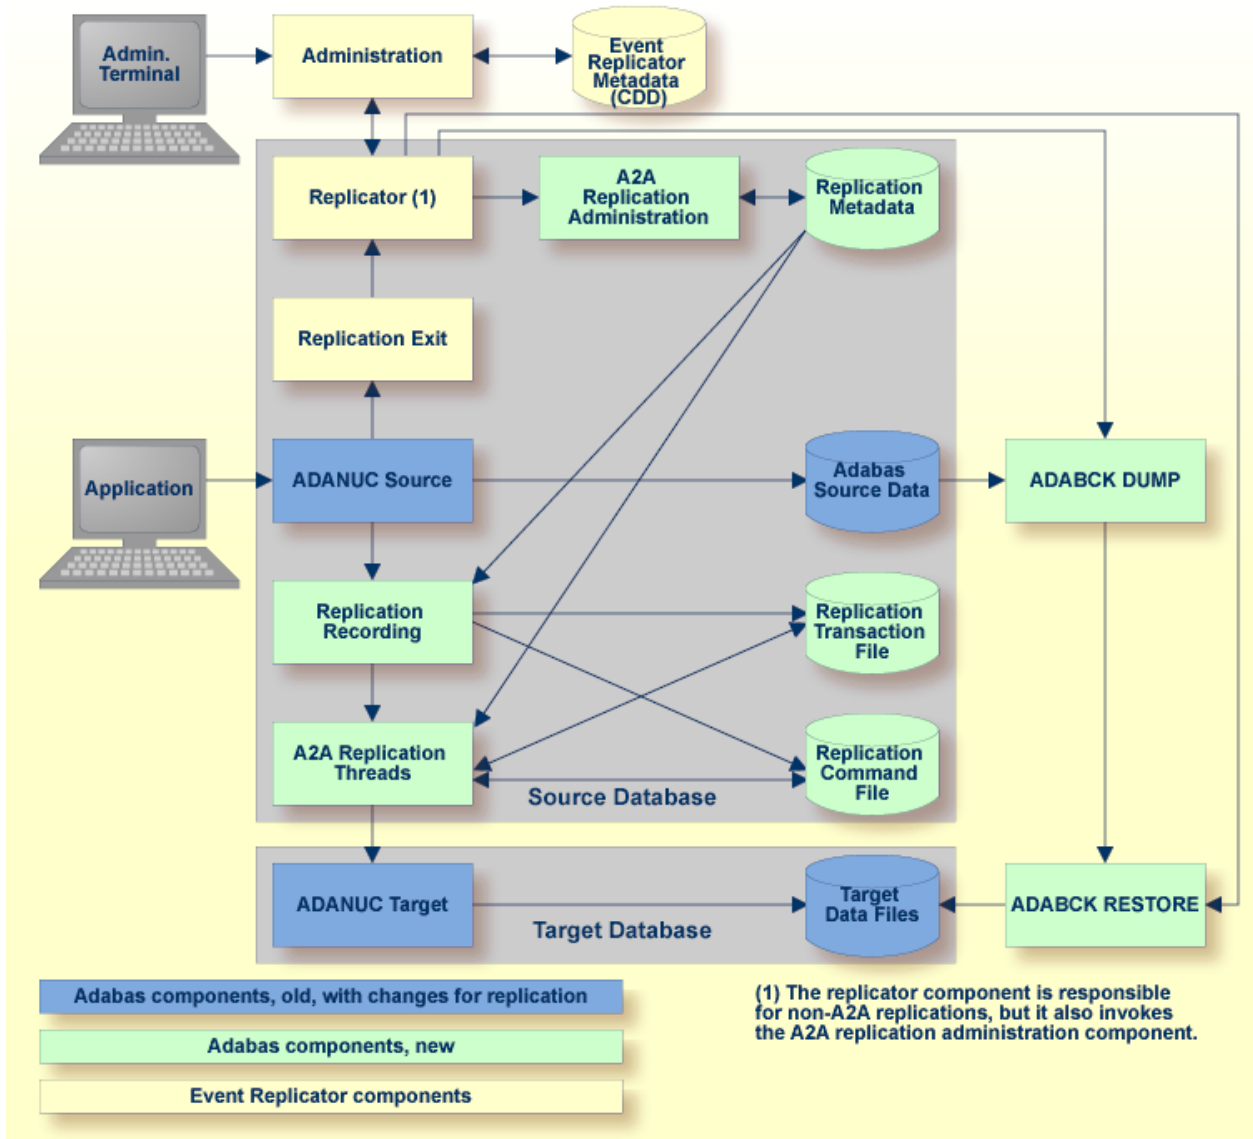 Admin.
Terminal
Administration
Event
Replicator
Metadata
(CDD)
Replicator (1)
A2A
Replication
Administration
Replication
Metadata
Replication Exit
Application
ADANUC Source
Adabas
Source Data
ADABCK DUMP
Replication
Recording
Replication
Transaction
File
A2A Replication
Threads
Replication
Command
File
Source Database
ADANUC Target
Target
Data Files
ADABCK RESTORE
Target Database
Adabas components, old, with changes for replication
Adabas components, new
Event Replicator components
(1) The replicator component is responsible
for non-A2A replications, but it also invokes
the A2A replication administration component.